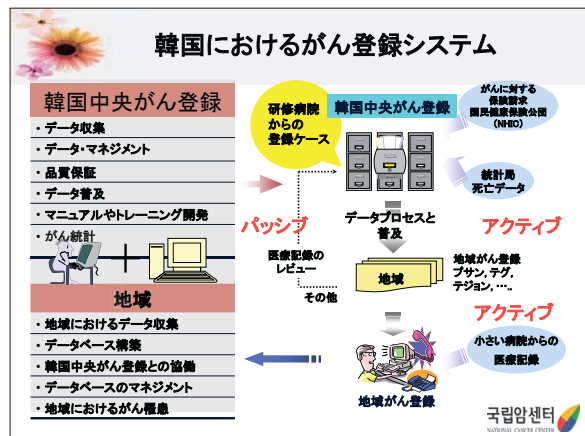 韓国におけるがん登録システム
韓国中央がん登録
・データ収集
・データ・マネジメント
・品質保証
・データ普及
・マニュアルやトレーニング開発
・がん統計
地域
・地域におけるデータ収集
・データベース構築
・韓国中央がん登録との協働
・データベースのマネジメント
・地域におけるがん罹患
研修病院
からの
登録ケース
韓国中央がん登録
がんに対する
保険請求
国民健康保険公団
（NHIC）
統計局
死亡データ
パッシブ
データプロセスと
普及
アクティブ
医療記録の
レビュー
その他
地域
地域がん登録
プサン、テグ、
テジョン、…..
アクティブ
小さい病院からの
医療記録
地域がん登録
국립암센터
NATIONAL CANCER CENTER